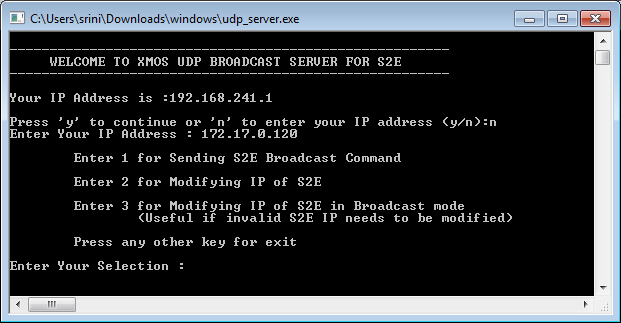 C:\Users\srini\Downloads\windows\udp_server.exe
WELCOME TO XMOS UDP BROADCAST SERVER FOR S2E
Your IP Address is :192.168.241.1
Press 'y' to continue or 'n' to enter your IP address (y/n):n
Enter Your IP Address : 172.17.0.120
Enter 1 for Sending S2E Broadcast Command
Enter 2 for Modifying IP of S2E
Enter 3 for Modifying IP of S2E in Broadcast mode
(Useful if invalid S2E IP needs to be modified)
Press any other key for exit
Enter Your Selection :